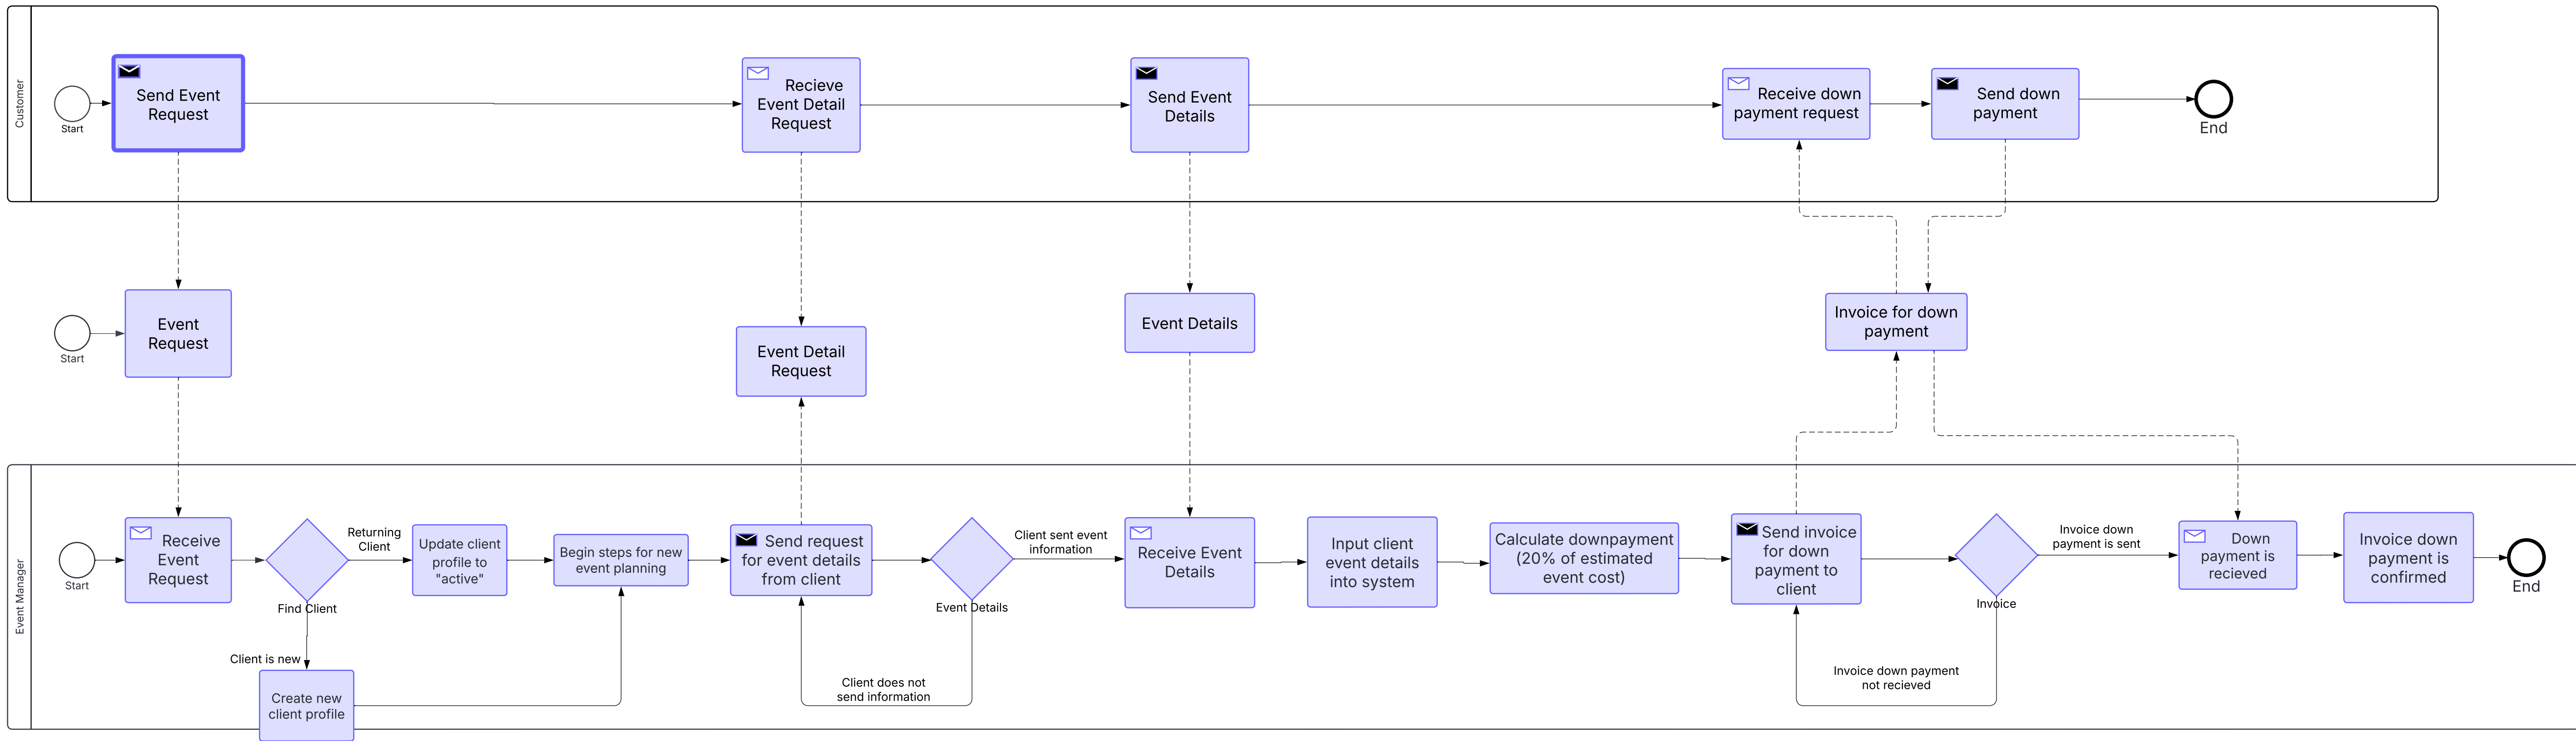 Customer
Start
Send Event
Request
Recieve
Event Detail
Request
Send Event
Details
Receive down
payment request
Send down
payment
End
Start
Event
Request
Event Detail
Request
Event Details
Invoice for down
payment
Event Manager
Start
Receive
Event
Request
Find Client
Returning
Client
Client is new
Create new
client profile
Update client
profile to
"active"
Begin steps for new
event planning
Send request
for event details
from client
Event Details
Client sent event
information
Client does not
send information
Receive Event
Details
Input client
event details
into system
Calculate downpayment
(20% of estimated
event cost)
Send invoice
for down
payment to
client
Invoice
Invoice down
payment is sent
Invoice down payment
not recieved
Down
payment is
recieved
Invoice down
payment is
confirmed
End